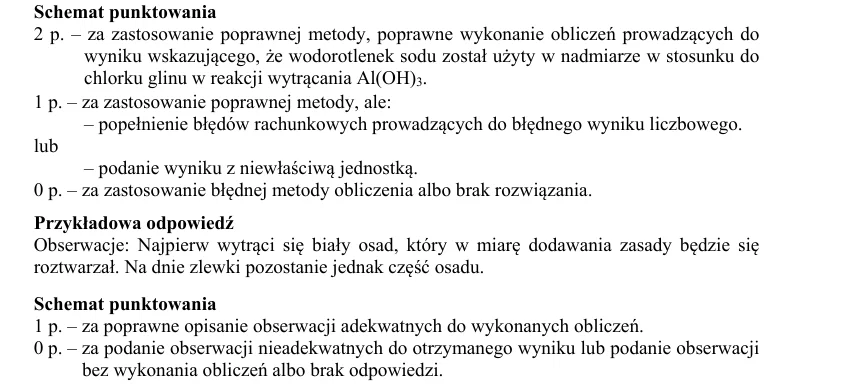 Schemat punktowania
2 p. – za zastosowanie poprawnej metody, poprawne wykonanie obliczeń prowadzących do
wyniku wskazującego, że wodorotlenek sodu został użyty w nadmiarze w stosunku do
chlorku glinu w reakcji wytrącania Al(OH)₃.
1 p. – za zastosowanie poprawnej metody, ale:
– popełnienie błędów rachunkowych prowadzących do błędnego wyniku liczbowego.
lub
– podanie wyniku z niewłaściwą jednostką.
0 p. – za zastosowanie błędnej metody obliczenia albo brak rozwiązania.
Przykładowa odpowiedź
Obserwacje: Najpierw wytrąci się biały osad, który w miarę dodawania zasady będzie się
roztwarzał. Na dnie zlewki pozostanie jednak część osadu.
Schemat punktowania
1 p. – za poprawne opisanie obserwacji adekwatnych do wykonanych obliczeń.
0 p. – za podanie obserwacji nieadekwatnych do otrzymanego wyniku lub podanie obserwacji
bez wykonania obliczeń albo brak odpowiedzi.